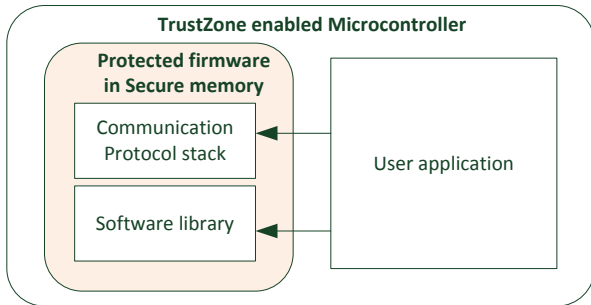 TrustZone enabled Microcontroller
Protected firmware
in Secure memory
Communication
Protocol stack
Software library
User application